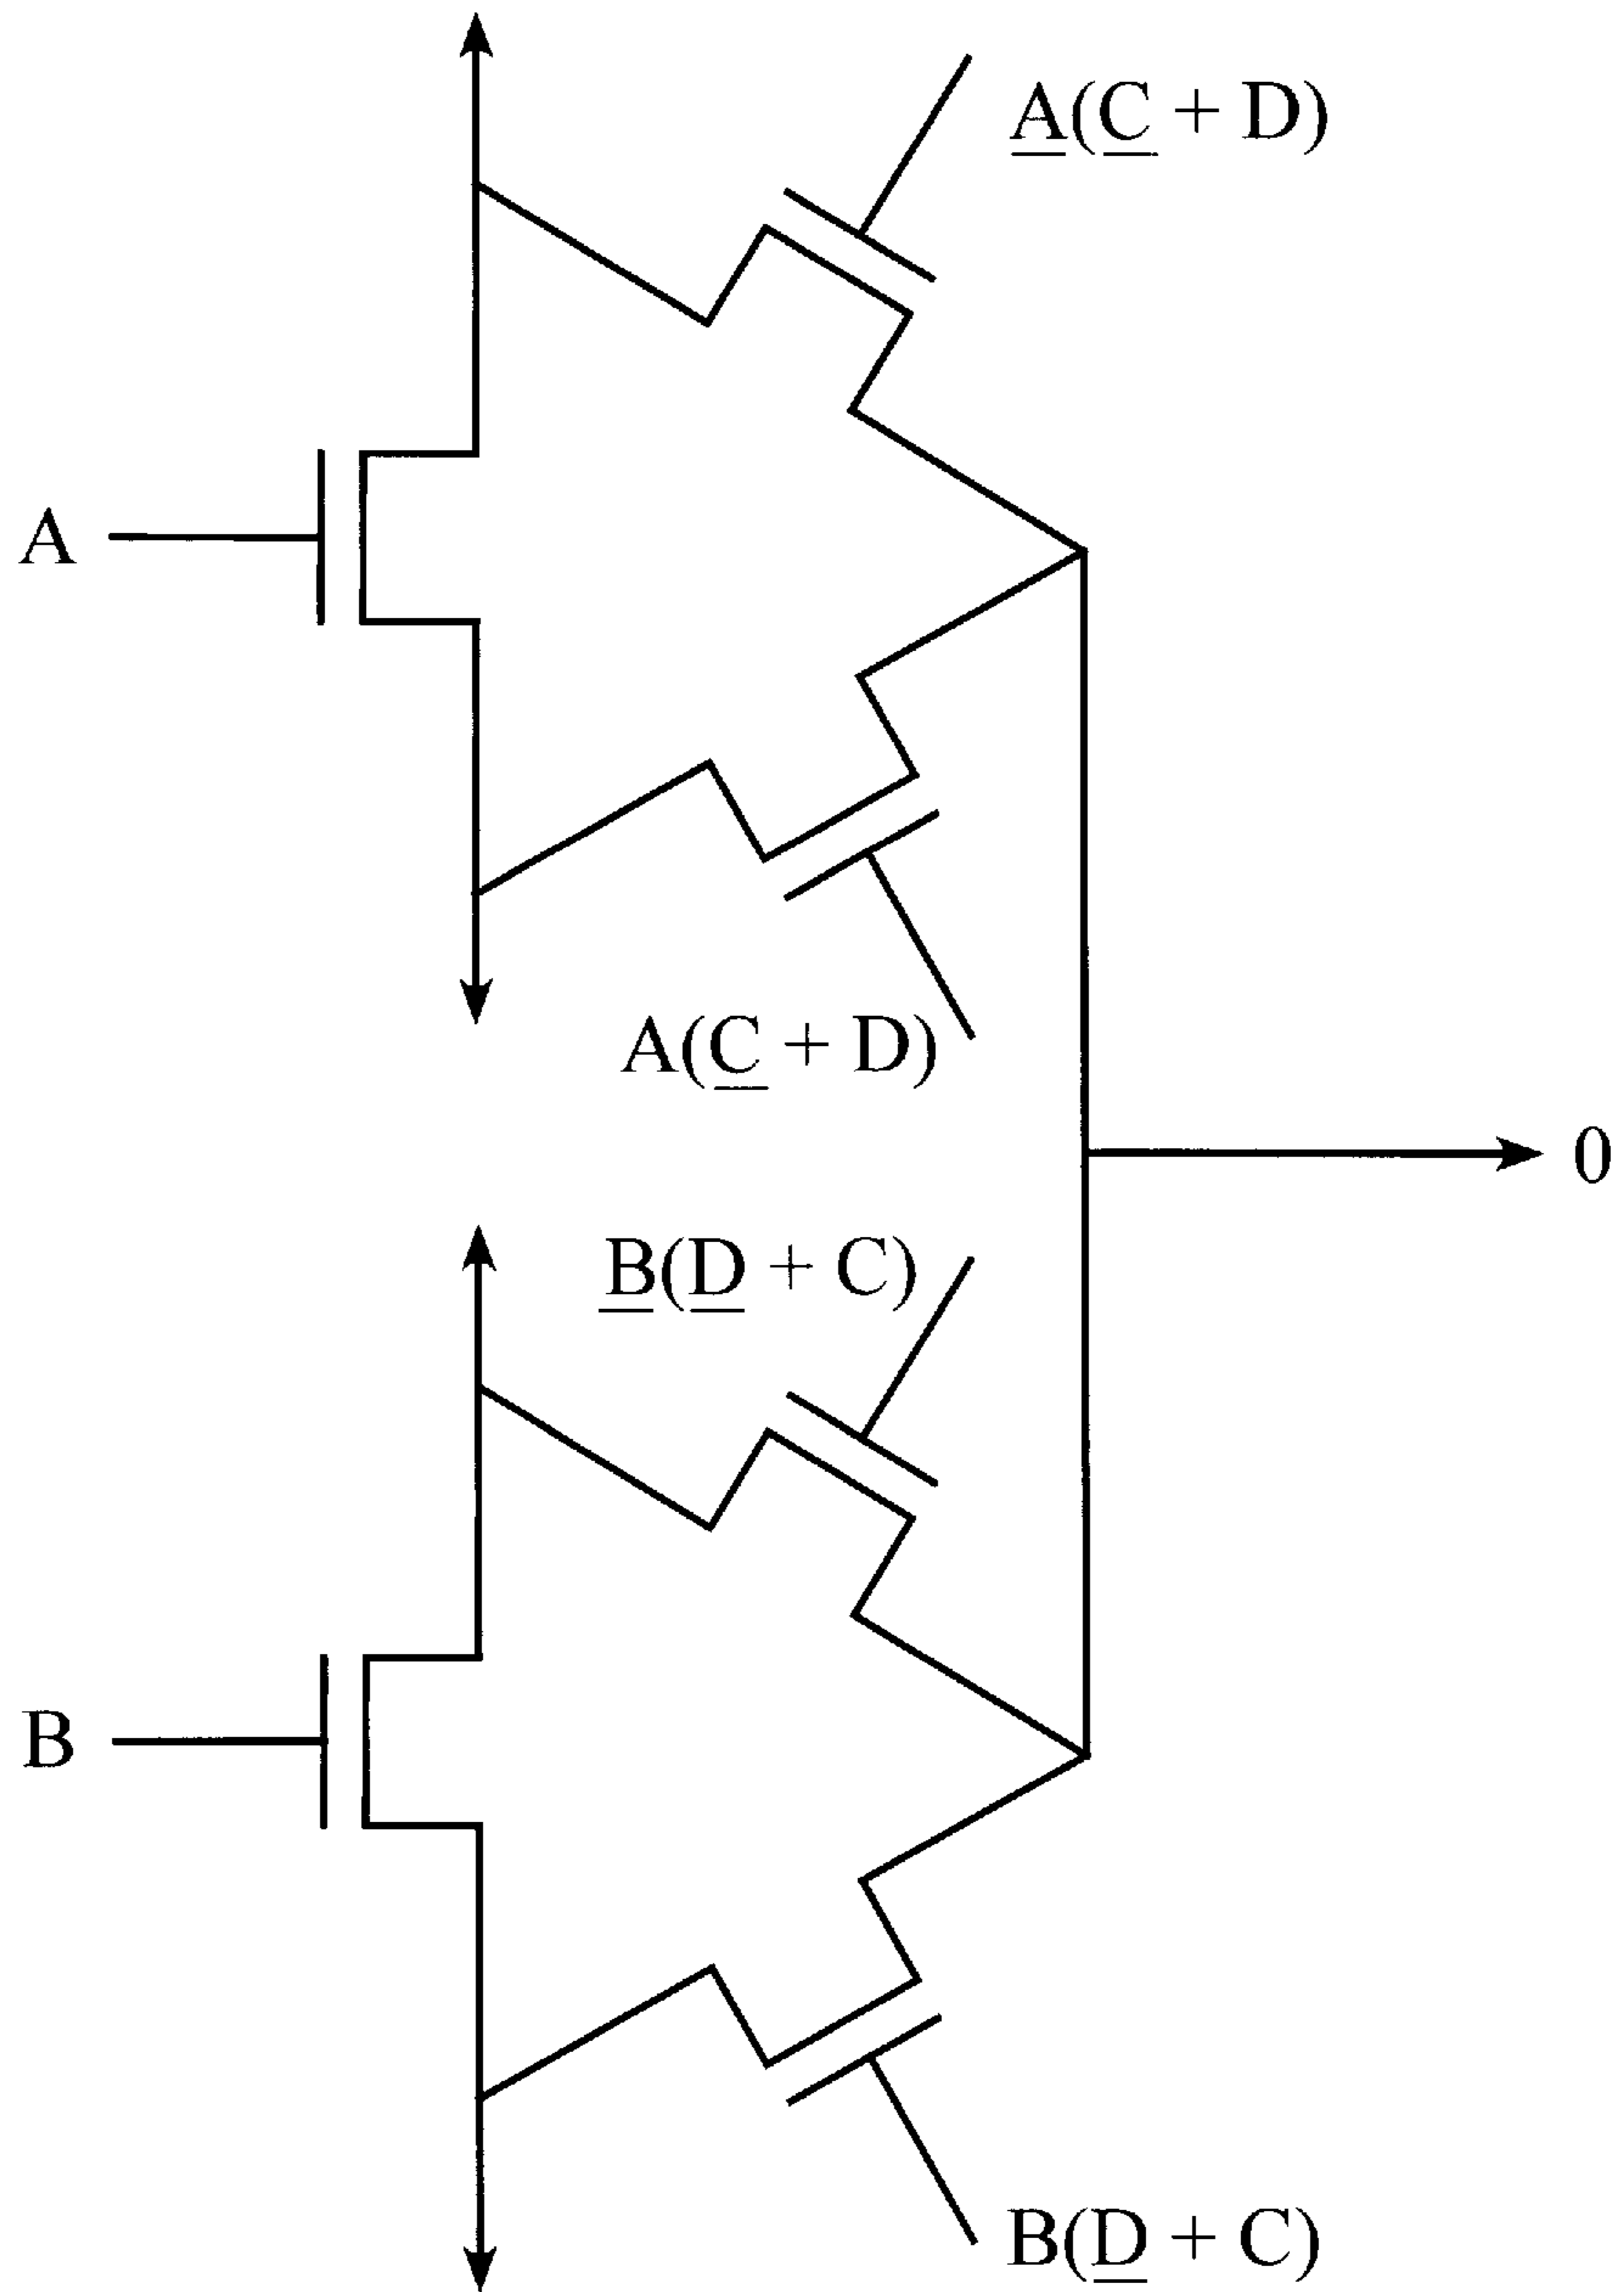 A̲(C̲ + D)
A
A(C̲ + D)
0
B̲(D̲ + C)
B
B(D̲ + C)